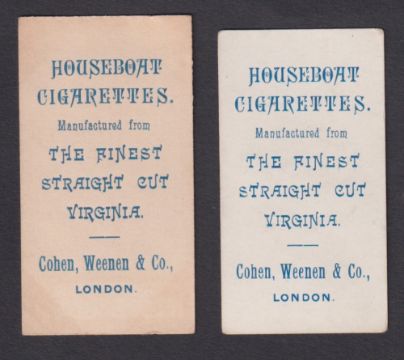 HOUSEBOAT
CIGARETTES.
Manufactured from
THE FINEST
STRAIGHT CUT
VIRGINIA.
Cohen, Weenen & Co.,
LONDON.
HOUSEBOAT
CIGARETTES.
Manufactured from
THE FINEST
STRAIGHT CUT
VIRGINIA.
Cohen, Weenen & Co.,
LONDON.